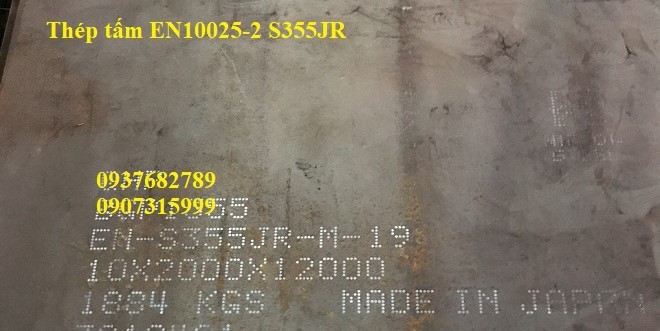 Thép tấm EN10025-2 S355JR
0937682789
0907315999
EN-S355JR-M-19
10X2000X12000
1884 KGS MADE IN JAPAN